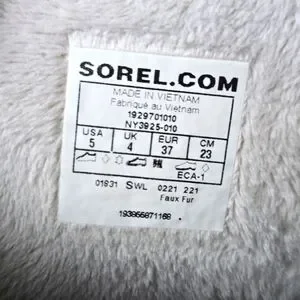 SOREL.COM
MADE IN VIETNAM
Fabriqué au Vietnam
1929701010
NY3925-010
USA UK EUR CM
5 4 37 23
ECA-1
01931 SWL 0221 221
Faux Fur